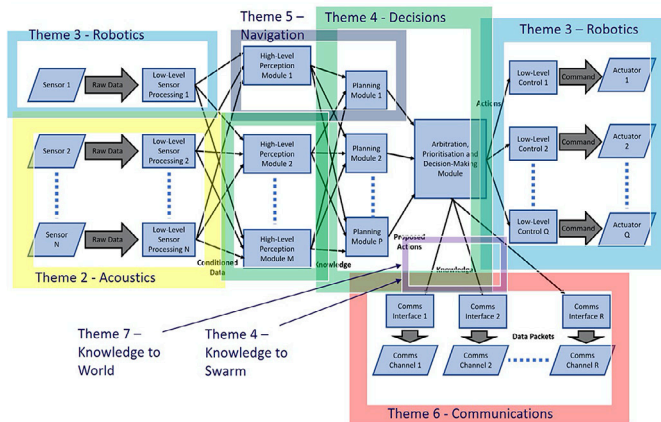 Theme 3 - Robotics
Theme 5 –
Navigation
Theme 4 - Decisions
Theme 3 – Robotics
Sensor 1
Raw Data
Low-Level
Sensor
Processing 1
High-Level
Perception
Module 1
Planning
Module 1
Actions
Low-Level
Control 1
Command
Actuator
1
Sensor 2
Raw Data
Low-Level
Sensor
Processing 2
High-Level
Perception
Module 2
Planning
Module 2
Arbitration,
Prioritisation and
Decision-Making
Module
Low-Level
Control 2
Command
Actuator
2
Sensor
N
Raw Data
Low-Level
Sensor
Processing N
Conditioned
Data
High-Level
Perception
Module M
Knowledge
Planning
Module P
Proposed
Actions
Knowledge
Low-Level
Control Q
Command
Actuator
Q
Theme 2 - Acoustics
Theme 7 –
Knowledge to
World
Theme 4 –
Knowledge to
Swarm
Comms
Interface 1
Comms
Interface 2
Comms
Interface R
Data Packets
Comms
Channel 1
Comms
Channel 2
Comms
Channel R
Theme 6 - Communications